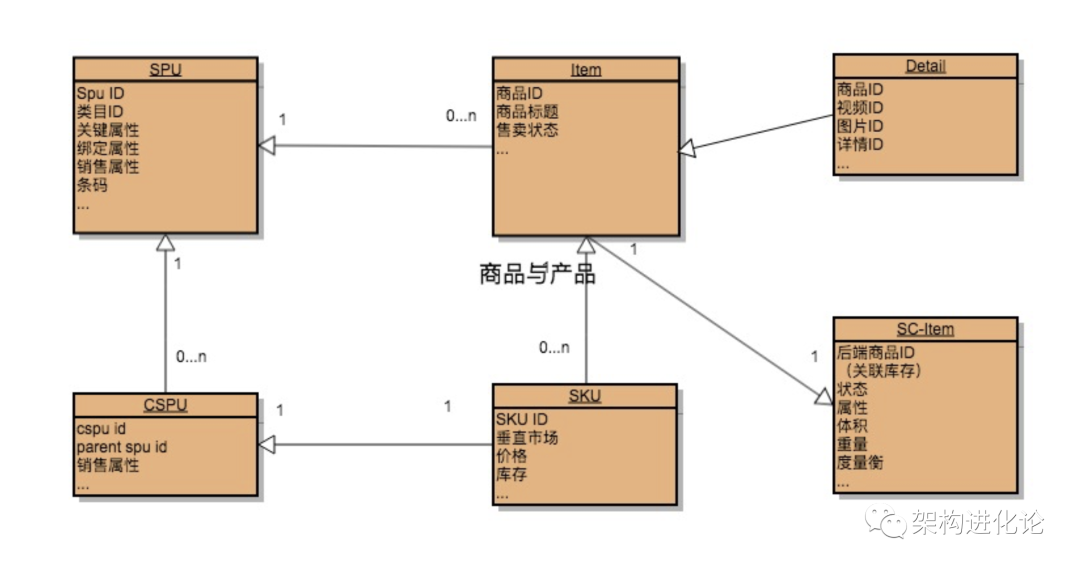 SPU
Spu ID
类目ID
关键属性
绑定属性
销售属性
条码
...
1
0...n
Item
商品ID
商品标题
售卖状态
...
Detail
商品ID
视频ID
图片ID
详情ID
...
1
0...n
商品与产品
1
0...n
1
1
SC-Item
后端商品ID
（关联库存）
状态
属性
体积
重量
度量衡
...
CSPU
cspu id
parent spu id
销售属性
...
1
1
SKU
SKU ID
垂直市场
价格
库存
...
架构进化论